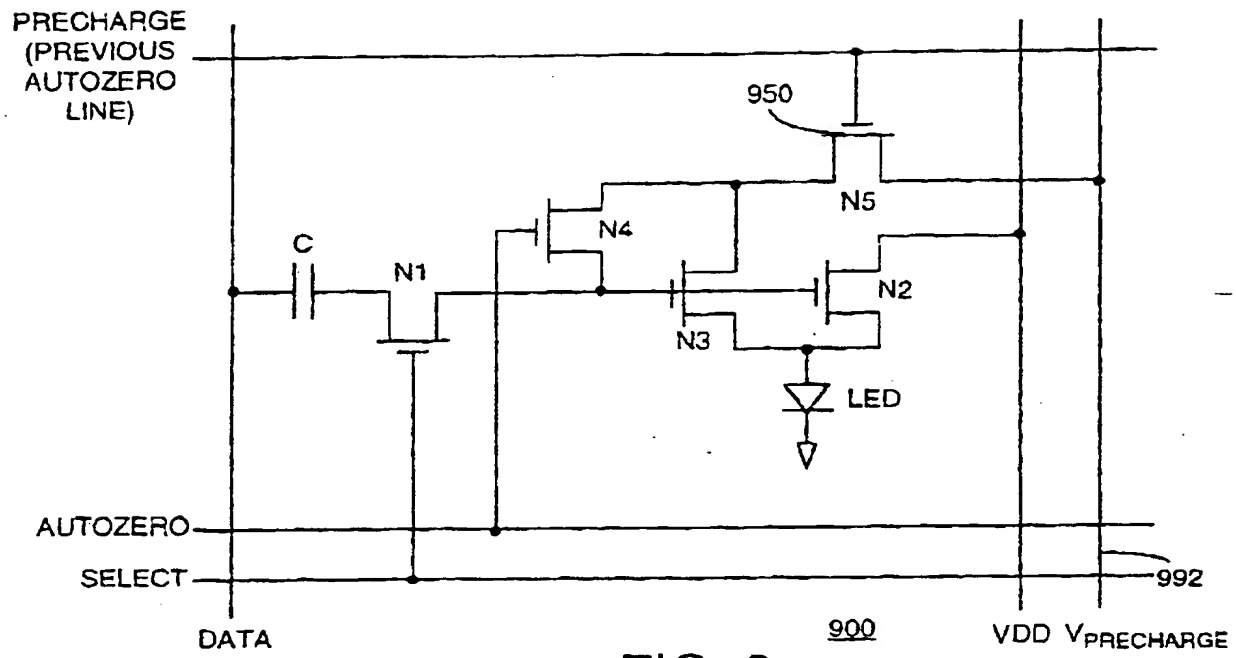 PRECHARGE
(PREVIOUS
AUTOZERO
LINE)
950
N5
N4
C
N1
N2
N3
LED
AUTOZERO
SELECT
992
DATA
900
VDD
VPRECHARGE